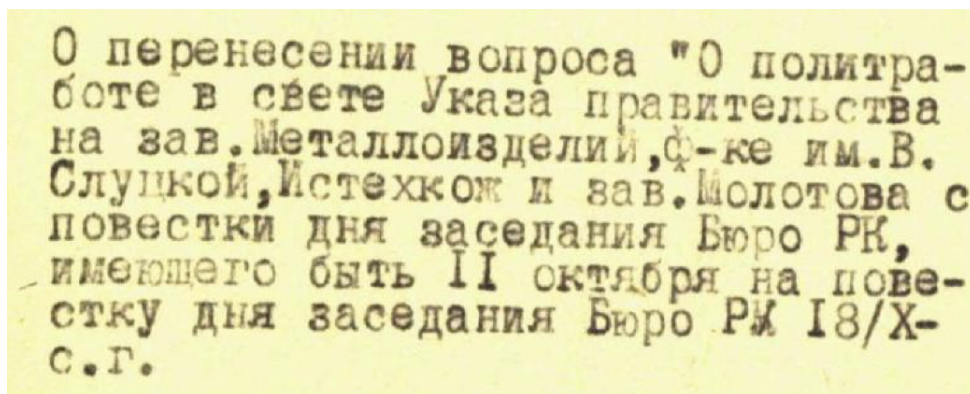 О перенесении вопроса "О политра-
боте в свете Указа правительства
на зав.Металлоизделий,ф-ке им.В.
Слуцкой,Истехкож и зав.Молотова с
повестки дня заседания Бюро РК,
имеющего быть II октября на пове-
стку дня заседания Бюро РК I8/X-
с.г.